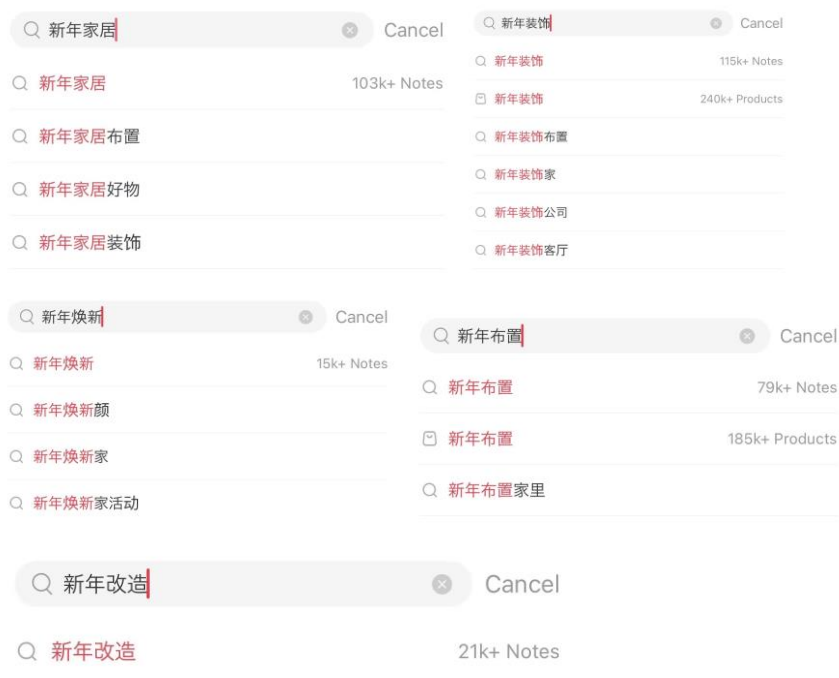 新年家居 Cancel
新年家居 103k+ Notes
新年家居布置
新年家居好物
新年家居装饰
新年装饰 Cancel
新年装饰 115k+ Notes
新年装饰 240k+ Products
新年装饰布置
新年装饰家
新年装饰公司
新年装饰客厅
新年焕新 Cancel
新年焕新 15k+ Notes
新年焕新颜
新年焕新家
新年焕新家活动
新年布置 Cancel
新年布置 79k+ Notes
新年布置 185k+ Products
新年布置家里
新年改造 Cancel
新年改造 21k+ Notes